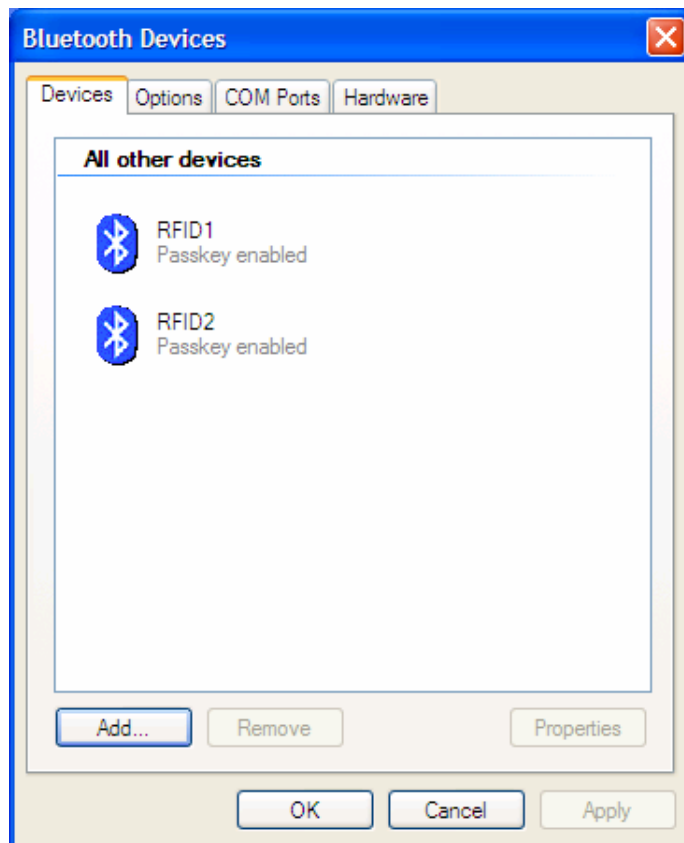 Bluetooth Devices
Devices Options COM Ports Hardware
All other devices
RFID1
Passkey enabled
RFID2
Passkey enabled
Add... Remove Properties
OK Cancel Apply